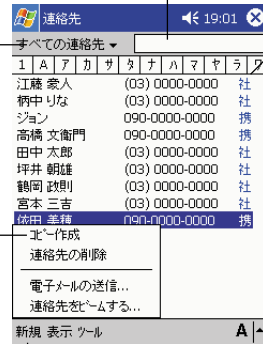 連絡先 19:01
すべての連絡先
1 A ア カ サ タ ナ ハ マ ヤ ラ ワ
江藤 豪人 (03) 0000-0000 社
柄中 りな (03) 0000-0000 社
ジョン 090-0000-0000 携
高橋 文衛門 090-0000-0000 携
田中 太郎 (03) 0000-0000 社
坪井 朝雄 (03) 0000-0000 社
鶴岡 政則 (03) 0000-0000 社
宮本 三吉 (03) 0000-0000 社
依田 美穂 090-0000-0000 携
コピー作成
連絡先の削除
電子メールの送信...
連絡先をビームする...
新規 表示 ツール A